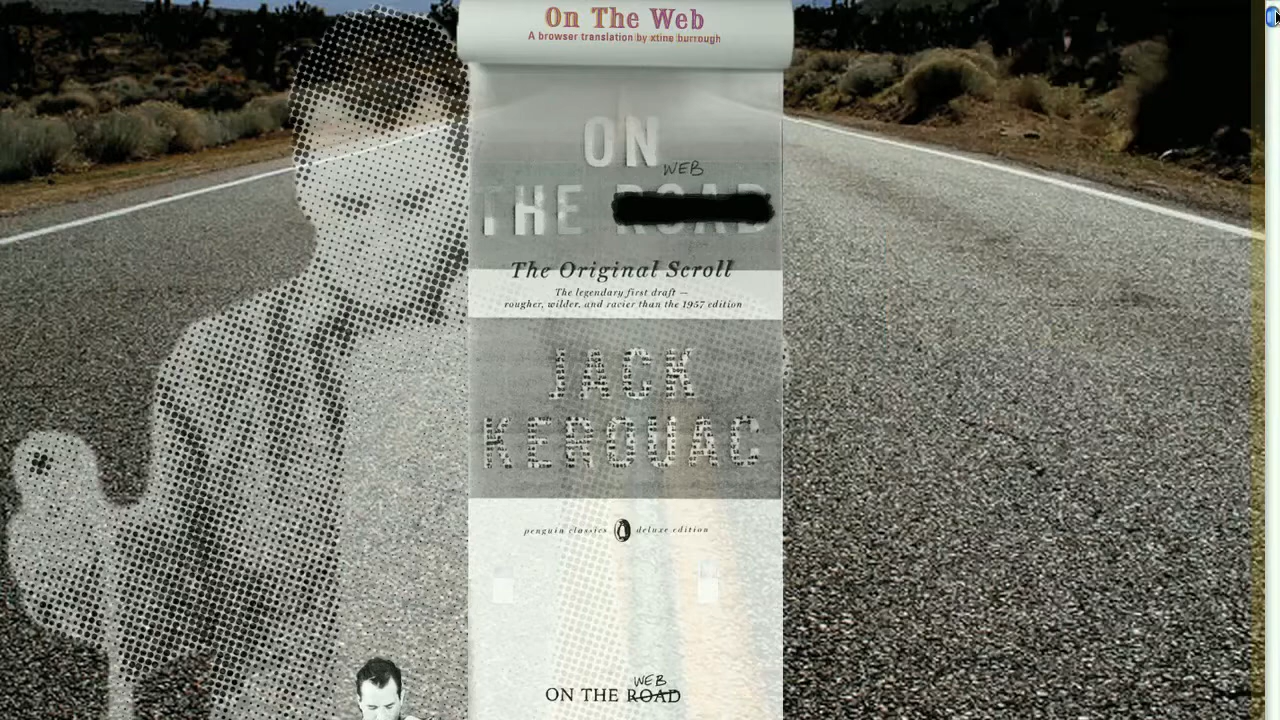 On The Web
A browser translation by xtine burrough
ON
WEB
THE ROAD
The Original Scroll
The legendary first draft —
rougher, wilder, and racier than the 1957 edition
JACK
KEROUAC
penguin classics deluxe edition
WEB
ON THE ROAD